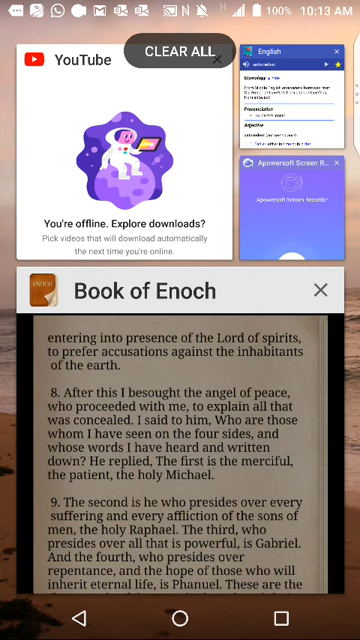 100% 10:13 AM
CLEAR ALL
YouTube
You're offline. Explore downloads?
Pick videos that will download automatically
the next time you're online.
English
antecedent
Etymology
Pronunciation
Adjective
Apowersoft Screen R...
Apowersoft Screen Recorder
ENOCH
Book of Enoch
entering into presence of the Lord of spirits,
to prefer accusations against the inhabitants
of the earth.
8. After this I besought the angel of peace,
who proceeded with me, to explain all that
was concealed. I said to him, Who are those
whom I have seen on the four sides, and
whose words I have heard and written
down? He replied, The first is the merciful,
the patient, the holy Michael.
9. The second is he who presides over every
suffering and every affliction of the sons of
men, the holy Raphael. The third, who
presides over all that is powerful, is Gabriel.
And the fourth, who presides over
repentance, and the hope of those who will
inherit eternal life, is Phanuel. These are the